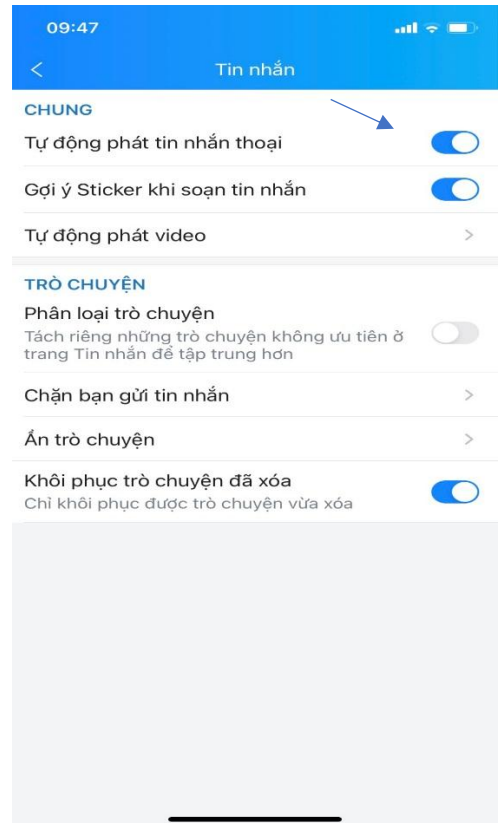 09:47
Tin nhắn
CHUNG
Tự động phát tin nhắn thoại
Gợi ý Sticker khi soạn tin nhắn
Tự động phát video
TRÒ CHUYỆN
Phân loại trò chuyện
Tách riêng những trò chuyện không ưu tiên ở
trang Tin nhắn để tập trung hơn
Chặn bạn gửi tin nhắn
Ẩn trò chuyện
Khôi phục trò chuyện đã xóa
Chỉ khôi phục được trò chuyện vừa xóa